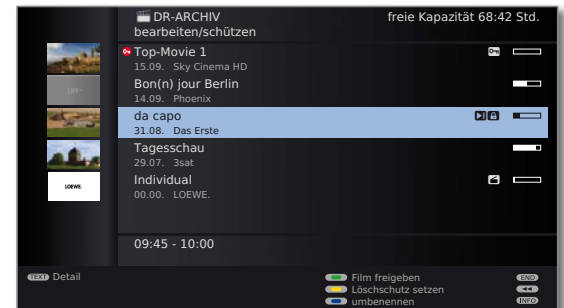 DR-ARCHIV freie Kapazität 68:42 Std.
bearbeiten/schützen
Top-Movie 1
15.09. Sky Cinema HD
Bon(n) jour Berlin
14.09. Phoenix
da capo
31.08. Das Erste
Tagesschau
29.07. 3sat
LOEWE.
Individual
00.00. LOEWE.
09:45 - 10:00
TEXT Detail
Film freigeben END
Löschschutz setzen
umbenennen INFO